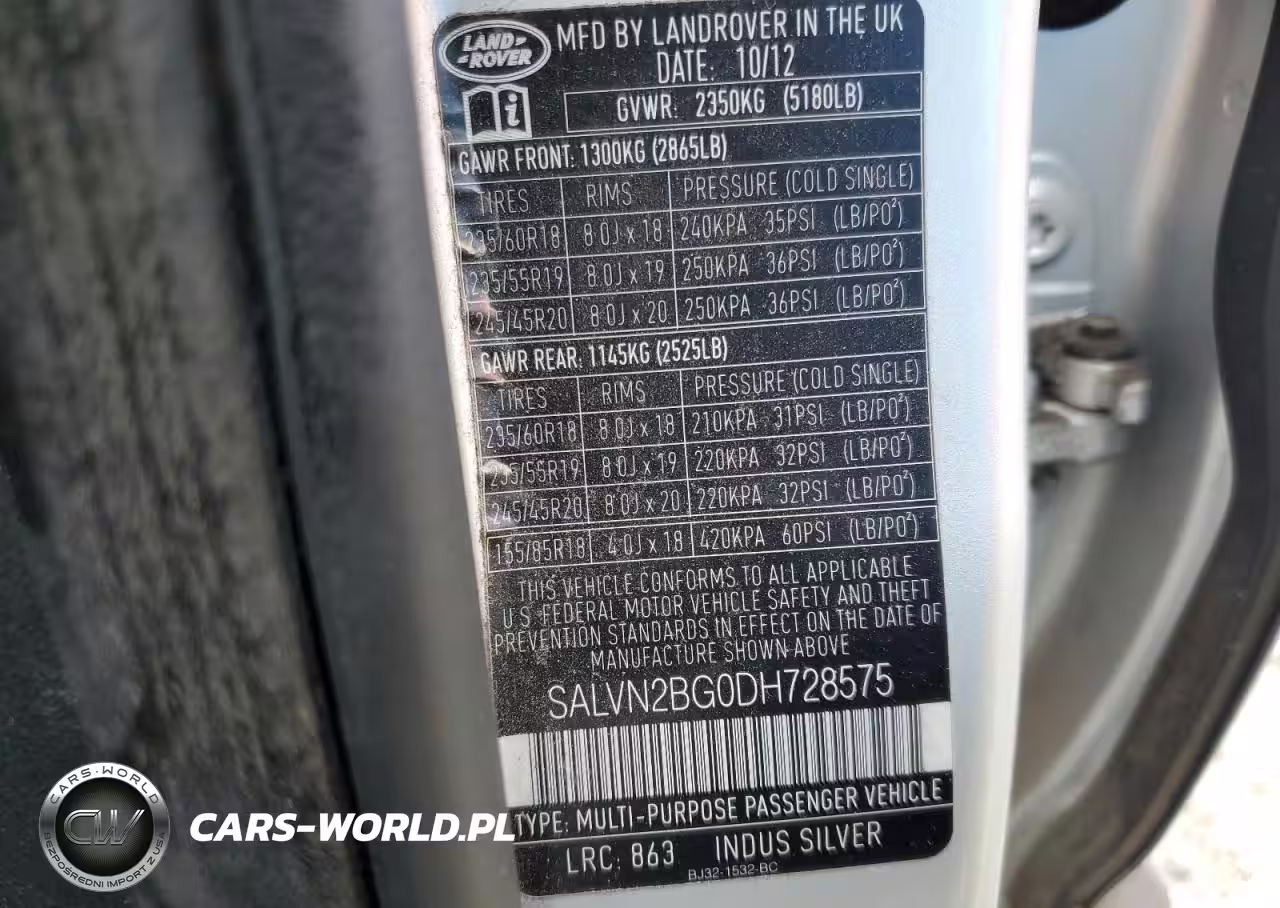 LAND-
-ROVER
MFD BY LANDROVER IN THE UK
DATE: 10/12
i
GVWR: 2350KG (5180LB)
GAWR FRONT: 1300KG (2865LB)
TIRES RIMS PRESSURE (COLD SINGLE)
235/60R18 8.0J x 18 240KPA 35PSI (LB/PO²)
235/55R19 8.0J x 19 250KPA 36PSI (LB/PO²)
245/45R20 8.0J x 20 250KPA 36PSI (LB/PO²)
GAWR REAR: 1145KG (2525LB)
TIRES RIMS PRESSURE (COLD SINGLE)
235/60R18 8.0J x 18 210KPA 31PSI (LB/PO²)
235/55R19 8.0J x 19 220KPA 32PSI (LB/PO²)
245/45R20 8.0J x 20 220KPA 32PSI (LB/PO²)
155/85R18 4.0J x 18 420KPA 60PSI (LB/PO²)
THIS VEHICLE CONFORMS TO ALL APPLICABLE
U.S. FEDERAL MOTOR VEHICLE SAFETY AND THEFT
PREVENTION STANDARDS IN EFFECT ON THE DATE OF
MANUFACTURE SHOWN ABOVE
SALVN2BG0DH728575
TYPE: MULTI-PURPOSE PASSENGER VEHICLE
LRC: 863 INDUS SILVER
BJ32-1532-BC
CARS-WORLD
CW
BEZPOŚREDNI IMPORT Z USA
CARS-WORLD.PL